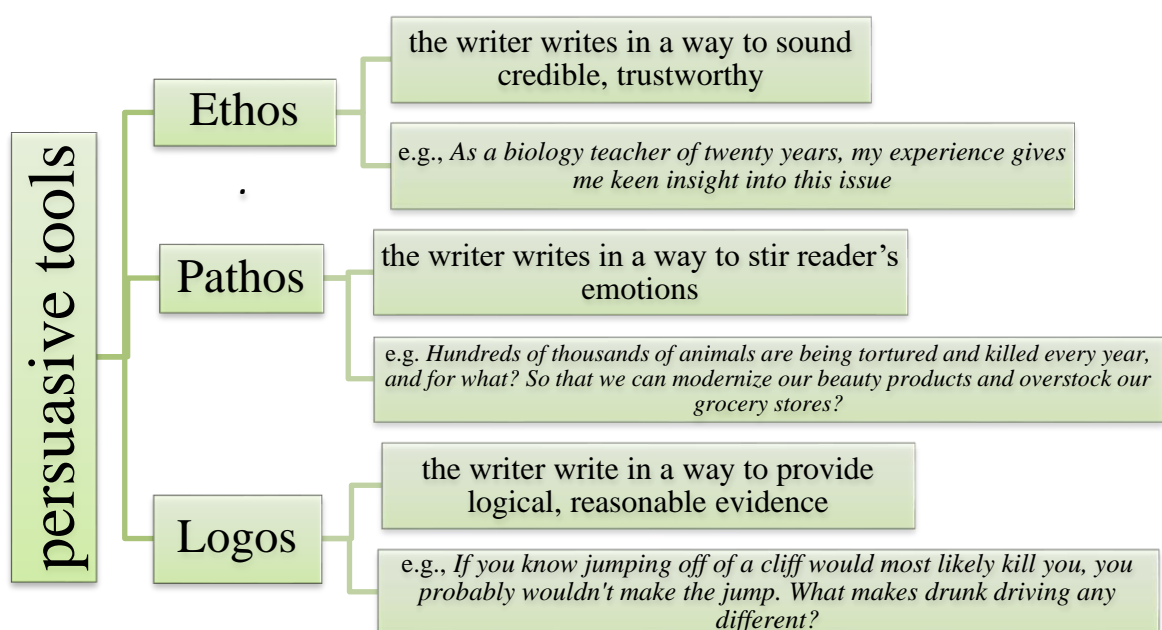 persuasive tools
Ethos
the writer writes in a way to sound
credible, trustworthy
e.g., As a biology teacher of twenty years, my experience gives
me keen insight into this issue
.
Pathos
the writer writes in a way to stir reader’s
emotions
e.g. Hundreds of thousands of animals are being tortured and killed every year,
and for what? So that we can modernize our beauty products and overstock our
grocery stores?
Logos
the writer write in a way to provide
logical, reasonable evidence
e.g., If you know jumping off of a cliff would most likely kill you, you
probably wouldn't make the jump. What makes drunk driving any
different?